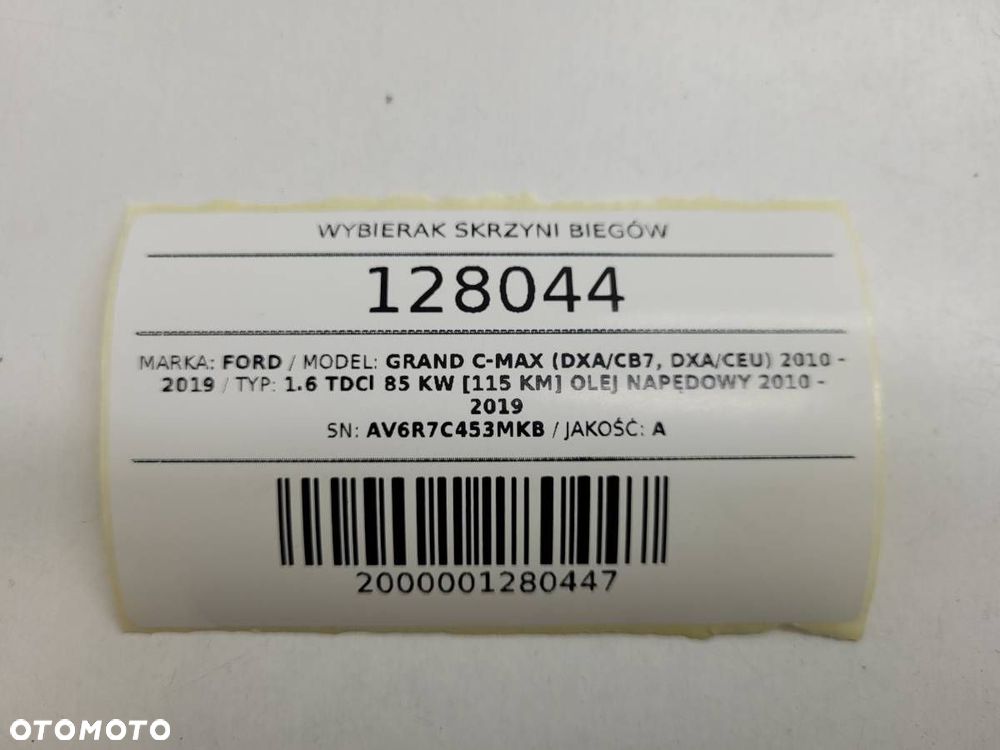 WYBIERAK SKRZYNI BIEGÓW
128044
MARKA: FORD / MODEL: GRAND C-MAX (DXA/CB7, DXA/CEU) 2010 -
2019 / TYP: 1.6 TDCI 85 KW [115 KM] OLEJ NAPĘDOWY 2010 -
2019
SN: AV6R7C453MKB / JAKOŚĆ: A
2000001280447
OTOMOTO